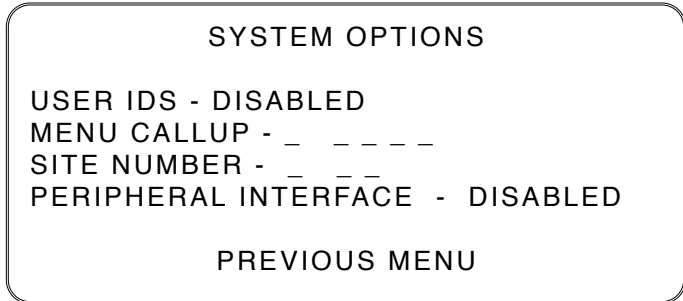 SYSTEM OPTIONS
USER IDS - DISABLED
MENU CALLUP - _ _ _ _ _
SITE NUMBER - _ _ _
PERIPHERAL INTERFACE - DISABLED
PREVIOUS MENU